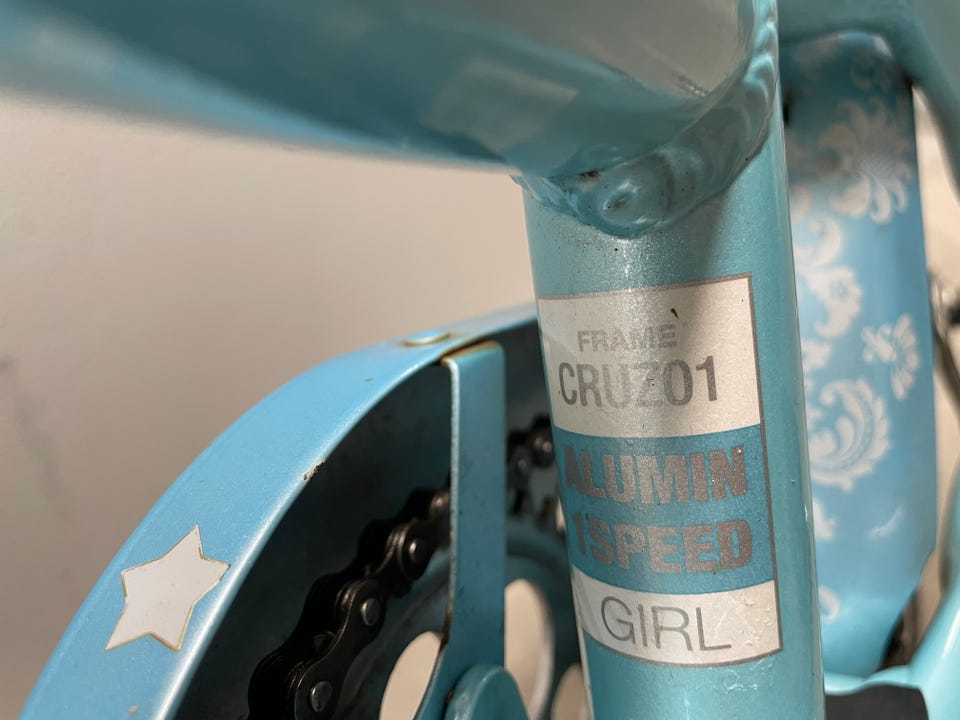 FRAME
CRUZ01
ALUMIN
1SPEED
GIRL